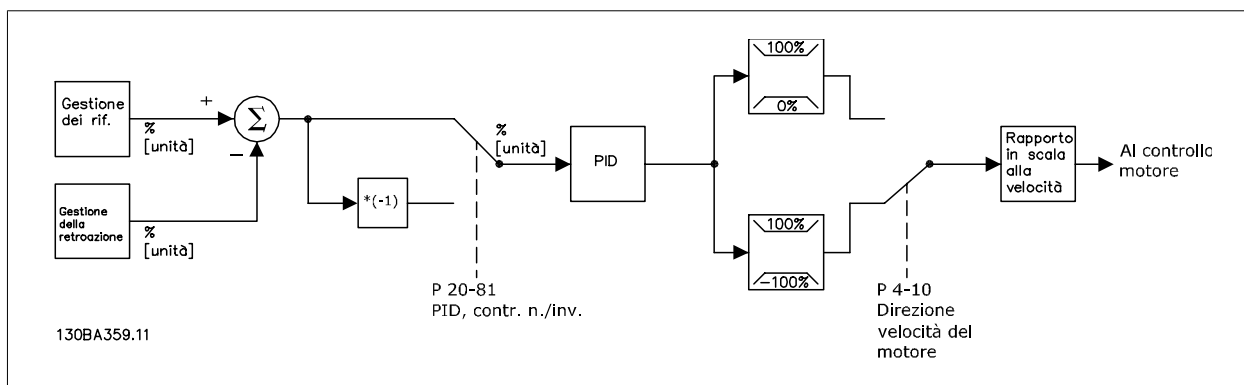 Gestione
dei rif.
%
[unità]
+
Σ
−
Gestione
della
retroazione
%
[unità]
*(-1)
%
[unità]
P 20-81
PID, contr. n./inv.
PID
100%
0%
100%
-100%
P 4-10
Direzione
velocità del
motore
Rapporto
in scala
alla
velocità
Al controllo
motore
130BA359.11